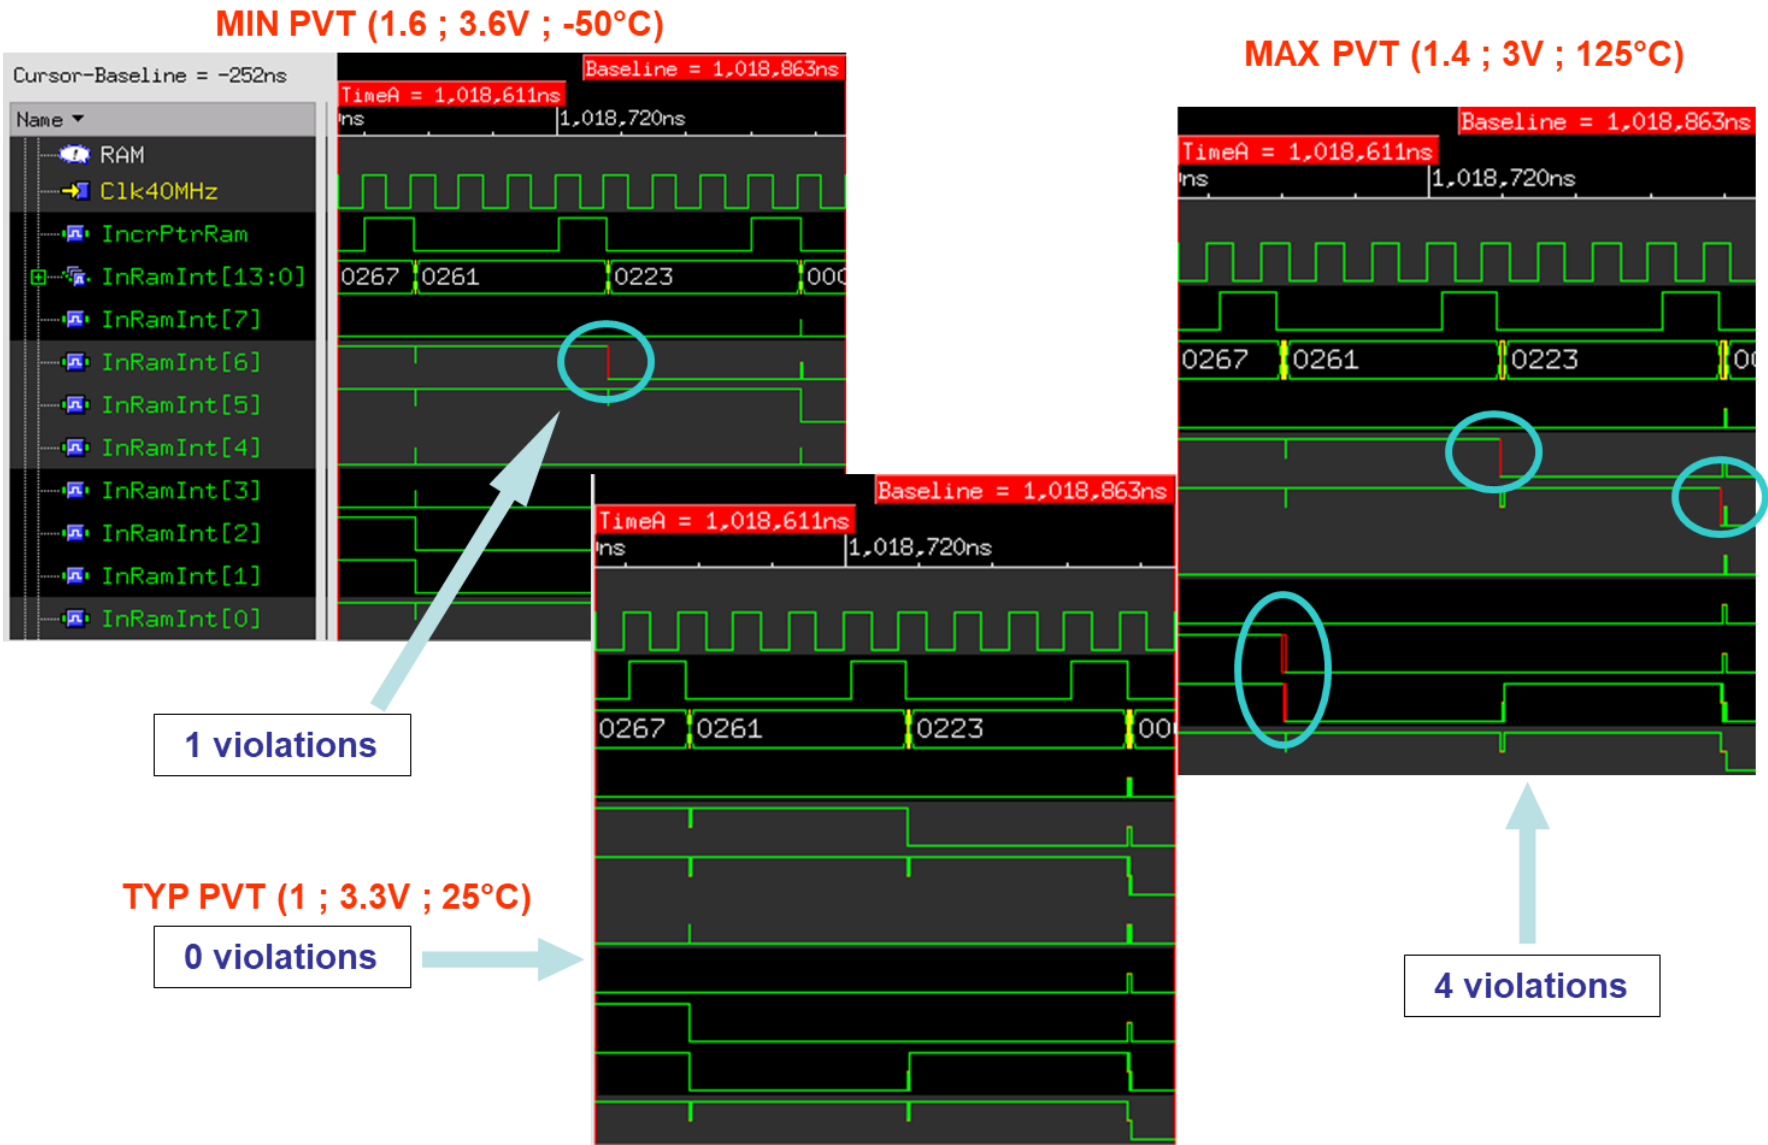 MIN PVT (1.6 ; 3.6V ; -50°C)
MAX PVT (1.4 ; 3V ; 125°C)
Cursor-Baseline = -252ns
Baseline = 1,018,863ns
TimeA = 1,018,611ns
ns
1,018,720ns
Name
RAM
Clk40MHz
IncrPtrRam
InRamInt[13:0]
0267
0261
0223
000
InRamInt[7]
InRamInt[6]
InRamInt[5]
InRamInt[4]
InRamInt[3]
InRamInt[2]
InRamInt[1]
InRamInt[0]
Baseline = 1,018,863ns
TimeA = 1,018,611ns
ns
1,018,720ns
0267
0261
0223
00
1 violations
Baseline = 1,018,863ns
TimeA = 1,018,611ns
ns
1,018,720ns
0267
0261
0223
000
TYP PVT (1 ; 3.3V ; 25°C)
0 violations
4 violations